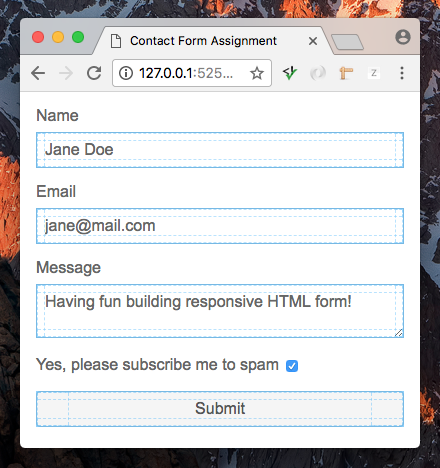 Contact Form Assignment
127.0.0.1:525...
Z
Name
Jane Doe
Email
jane@mail.com
Message
Having fun building responsive HTML form!
Yes, please subscribe me to spam
Submit